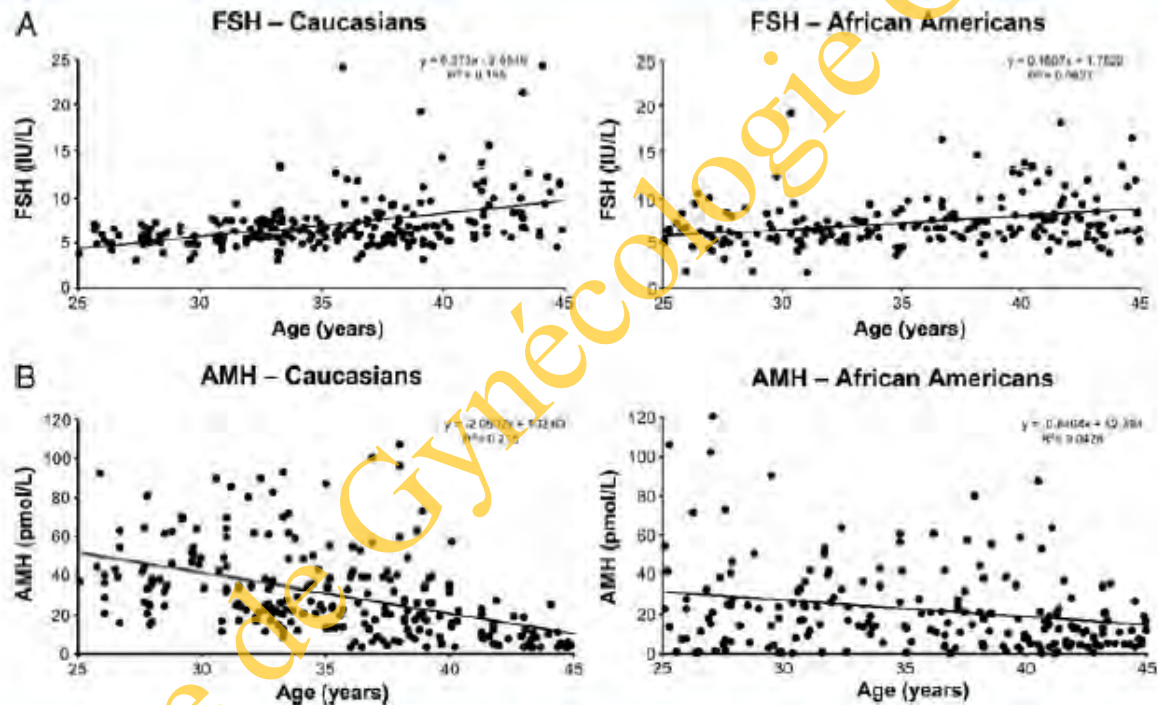 A
FSH – Caucasians
FSH – African Americans
25
20
15
10
5
0
FSH (IU/L)
25 30 35 40 45
Age (years)
25
20
15
10
5
0
FSH (IU/L)
25 30 35 40 45
Age (years)
B
AMH – Caucasians
AMH – African Americans
120
100
80
60
40
20
0
AMH (pmol/L)
25 30 35 40 45
Age (years)
120
100
80
60
40
20
0
AMH (pmol/L)
25 30 35 40 45
Age (years)
de Gynécologie